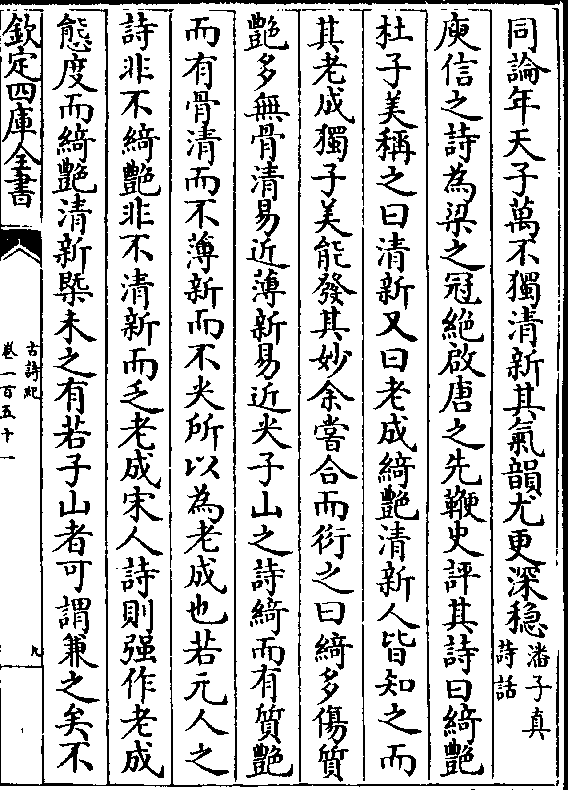 同論年天子萬不獨清新其氣韻尤更深穩潘子真詩話
庾信之詩為梁之冠絶啟唐之先鞭史評其詩曰綺艷
杜子美稱之曰清新又曰老成綺艷清新人皆知之而
其老成獨子美能發其妙余嘗合而衍之曰綺多傷質
艷多無骨清易近薄新易近尖子山之詩綺而有質艷
而有骨清而不薄新而不尖所以為老成也若元人之
詩非不綺艷非不清新而乏老成宋人詩則强作老成
態度而綺艷清新槩未之有若子山者可謂兼之矣不
欽定四庫全書
古詩紀
卷一百五十一
九